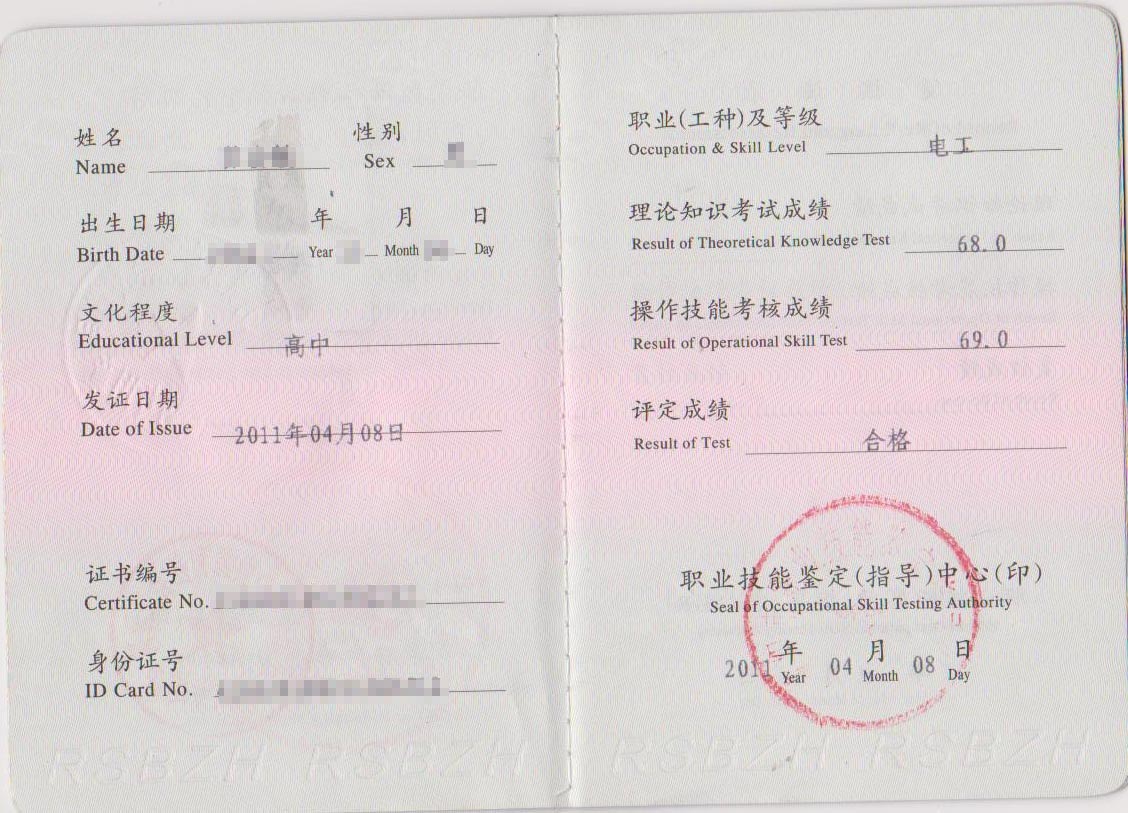 姓名 性别
Name Sex
出生日期 年 月 日
Birth Date Year Month Day
文化程度
Educational Level 高中
发证日期
Date of Issue 2011年04月08日
证书编号
Certificate No.
身份证号
ID Card No.
RSBZH RSBZH
职业(工种)及等级
Occupation & Skill Level 电工
理论知识考试成绩
Result of Theoretical Knowledge Test 68.0
操作技能考核成绩
Result of Operational Skill Test 69.0
评定成绩
Result of Test 合格
职业技能鉴定(指导)中心(印)
Seal of Occupational Skill Testing Authority
2011 年 04 月 08 日
Year Month Day
RSBZH RSBZH